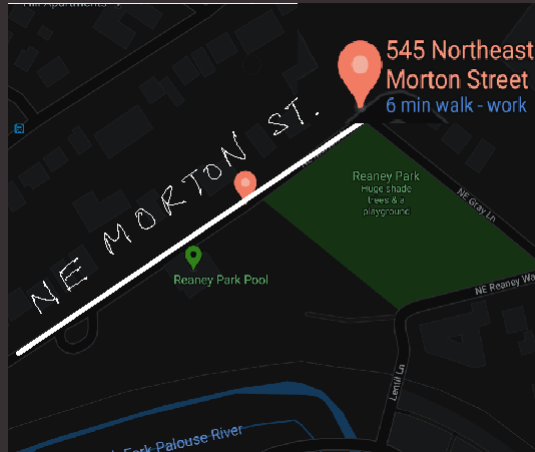 545 Northeast
Morton Street
6 min walk - work
NE MORTON ST.
Reaney Park
Huge shade
trees & a
playground
NE Gray Ln
Reaney Park Pool
NE Reaney Wa
Lentil Ln
Fork Palouse River